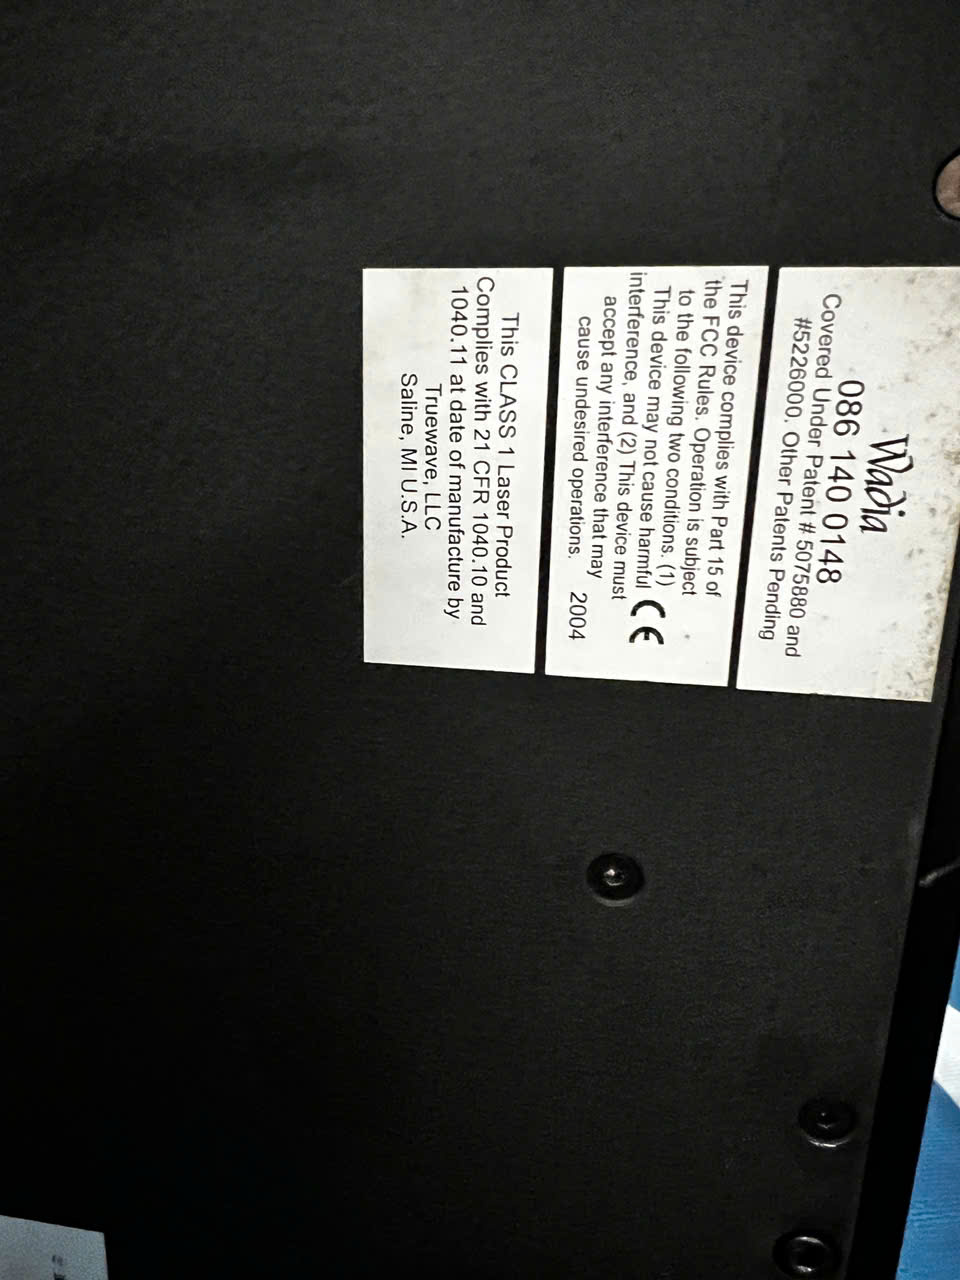 Wadia
086 140 0148
Covered Under Patent # 5075880 and
#5226000, Other Patents Pending
This device complies with Part 15 of
the FCC Rules. Operation is subject
to the following two conditions. (1)
This device may not cause harmful
interference, and (2) This device must
accept any interference that may
cause undesired operations.
CE
2004
This CLASS 1 Laser Product
Complies with 21 CFR 1040.10 and
1040.11 at date of manufacture by
Truewave, LLC
Saline, MI U.S.A.